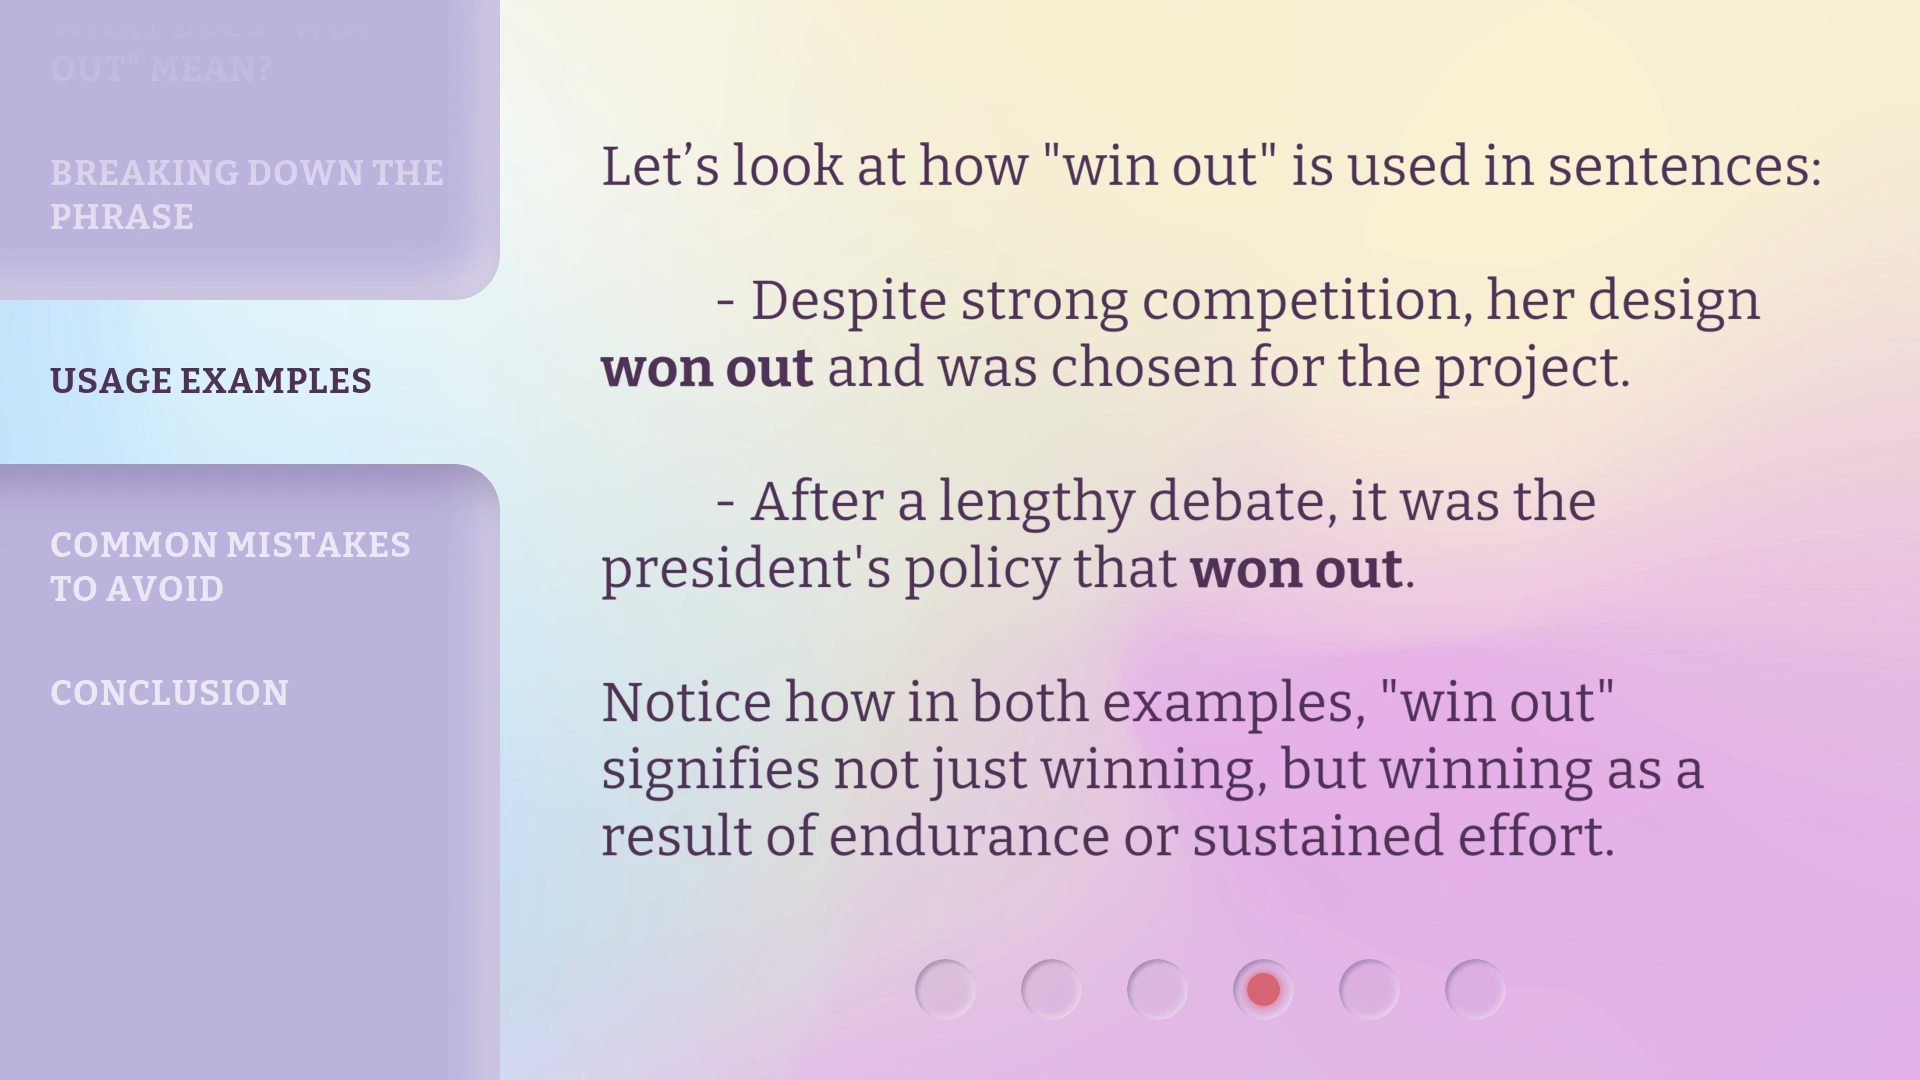 OUT" MEAN?
BREAKING DOWN THE
PHRASE
USAGE EXAMPLES
COMMON MISTAKES
TO AVOID
CONCLUSION
Let’s look at how "win out" is used in sentences:
- Despite strong competition, her design
won out and was chosen for the project.
- After a lengthy debate, it was the
president's policy that won out.
Notice how in both examples, "win out"
signifies not just winning, but winning as a
result of endurance or sustained effort.